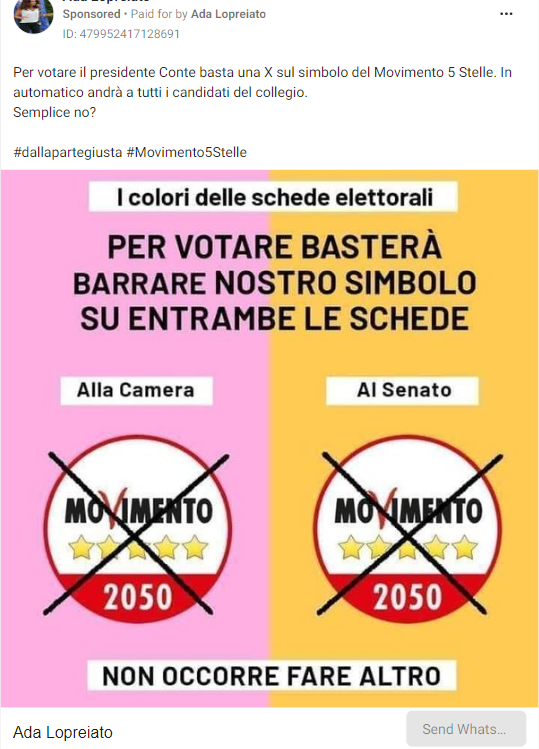 Ada Lopreiato
Sponsored • Paid for by Ada Lopreiato
ID: 479952417128691
Per votare il presidente Conte basta una X sul simbolo del Movimento 5 Stelle. In
automatico andrà a tutti i candidati del collegio.
Semplice no?
#dallapartegiusta #Movimento5Stelle
I colori delle schede elettorali
PER VOTARE BASTERÀ
BARRARE NOSTRO SIMBOLO
SU ENTRAMBE LE SCHEDE
Alla Camera
Al Senato
MOVIMENTO
2050
MOVIMENTO
2050
NON OCCORRE FARE ALTRO
Ada Lopreiato
Send Whats...